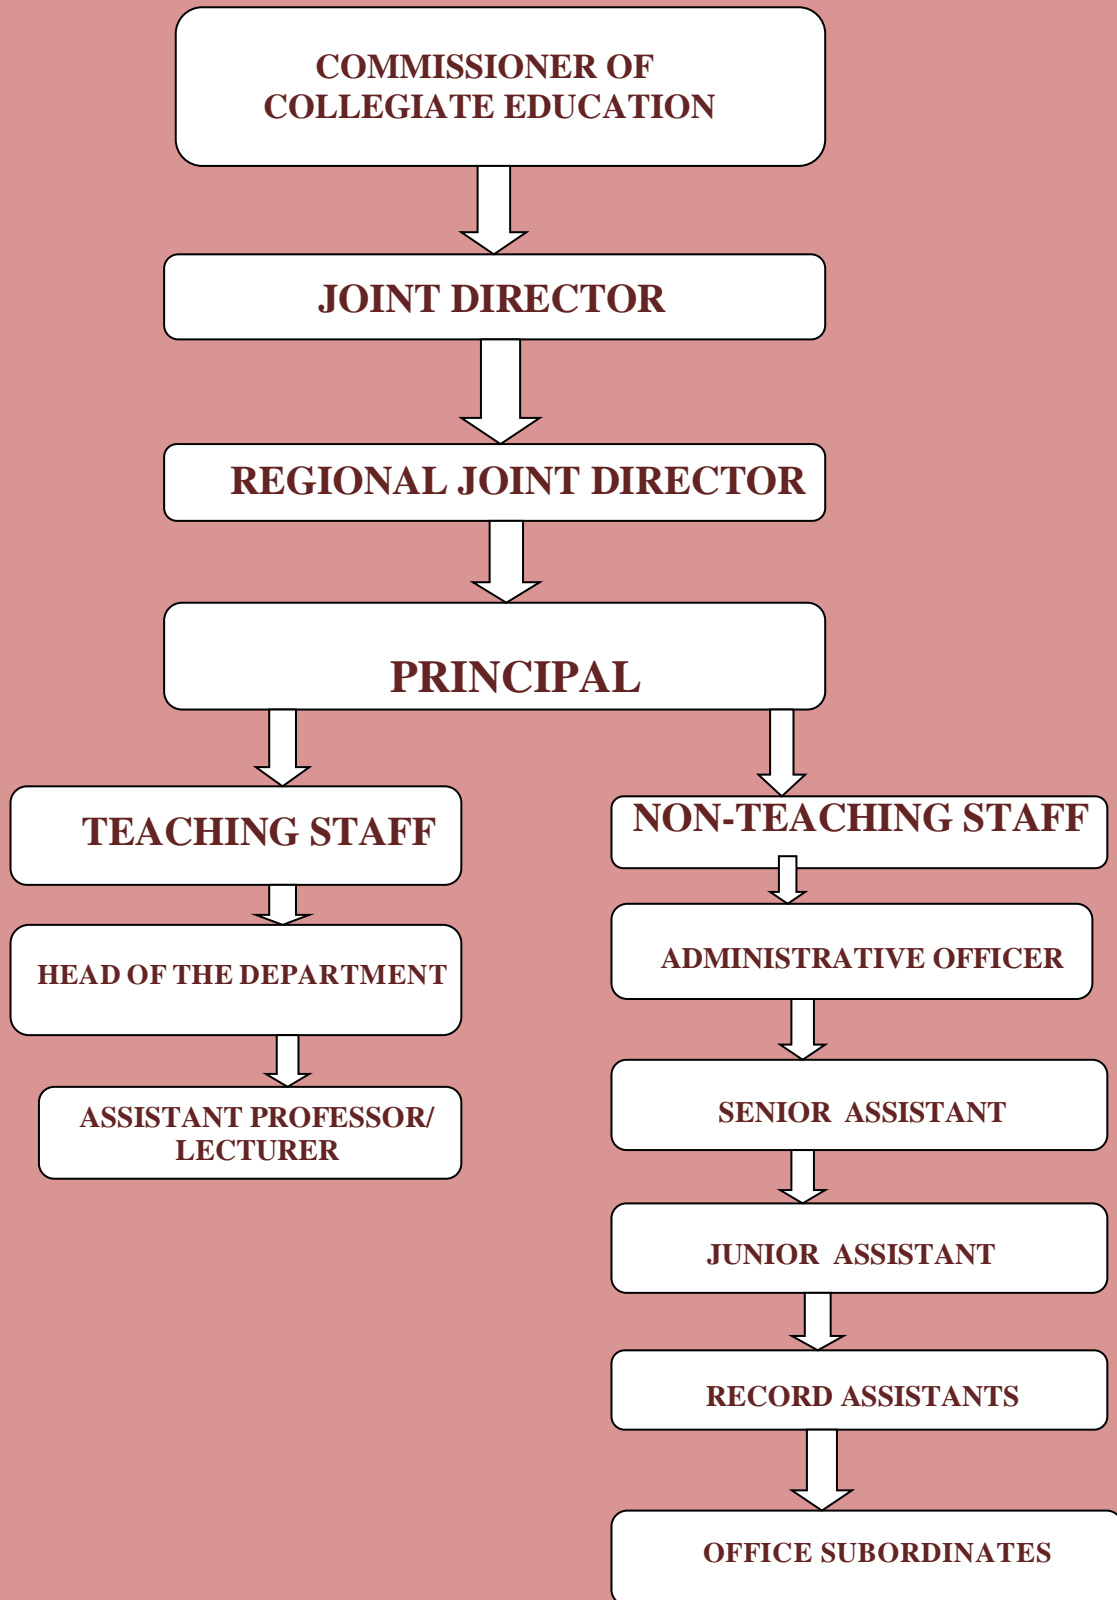 COMMISSIONER OF
COLLEGIATE EDUCATION
JOINT DIRECTOR
REGIONAL JOINT DIRECTOR
PRINCIPAL
TEACHING STAFF
HEAD OF THE DEPARTMENT
ASSISTANT PROFESSOR/
LECTURER
NON-TEACHING STAFF
ADMINISTRATIVE OFFICER
SENIOR ASSISTANT
JUNIOR ASSISTANT
RECORD ASSISTANTS
OFFICE SUBORDINATES